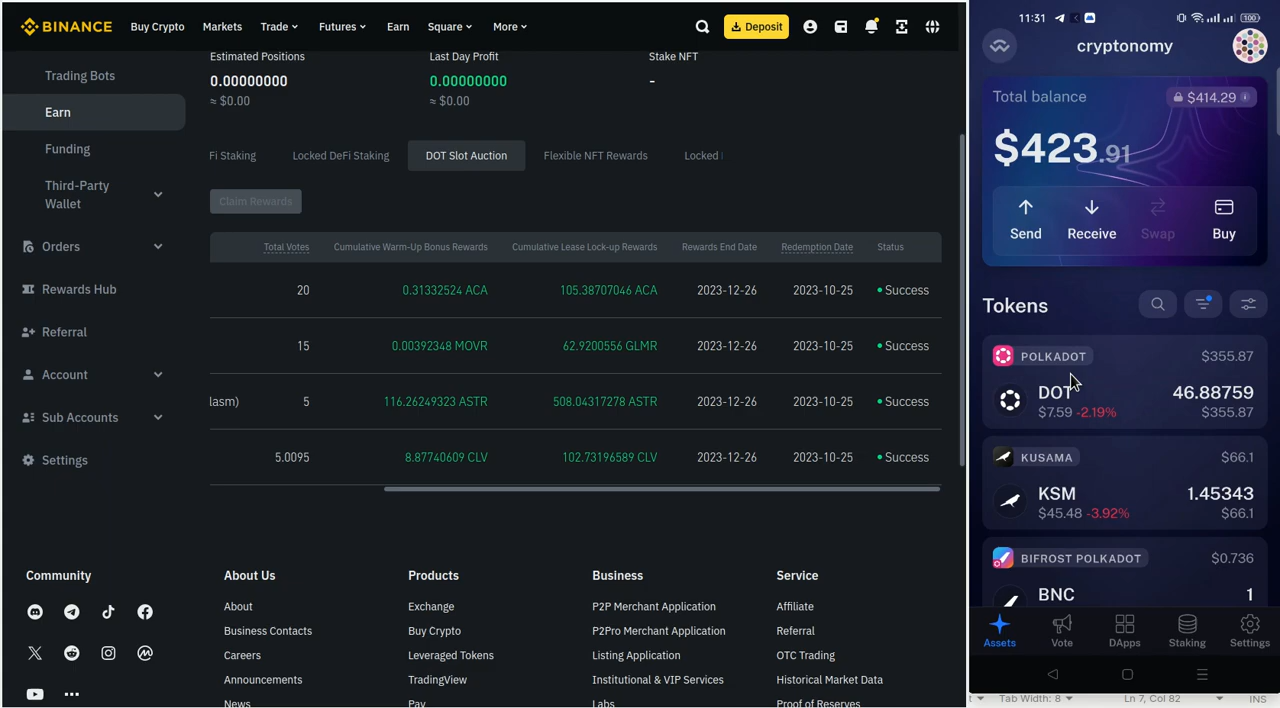 BINANCE Buy Crypto Markets Trade Futures Earn Square More Deposit
Trading Bots
Earn
Funding
Third-Party
Wallet
Orders
Rewards Hub
Referral
Account
Sub Accounts
Settings
Estimated Positions Last Day Profit Stake NFT
0.00000000 0.00000000 -
≈ $0.00 ≈ $0.00
Fi Staking Locked DeFi Staking DOT Slot Auction Flexible NFT Rewards Locked
Claim Rewards
Total Votes Cumulative Warm-Up Bonus Rewards Cumulative Lease Lock-up Rewards Rewards End Date Redemption Date Status
20 0.31332524 ACA 105.38707046 ACA 2023-12-26 2023-10-25 Success
15 0.00392348 MOVR 62.9200556 GLMR 2023-12-26 2023-10-25 Success
lasm) 5 116.26249323 ASTR 508.04317278 ASTR 2023-12-26 2023-10-25 Success
5.0095 8.87740609 CLV 102.73196589 CLV 2023-12-26 2023-10-25 Success
Community
About Us
About
Business Contacts
Careers
Announcements
News
Products
Exchange
Buy Crypto
Leveraged Tokens
TradingView
Pay
Business
P2P Merchant Application
P2Pro Merchant Application
Listing Application
Institutional & VIP Services
Labs
Service
Affiliate
Referral
OTC Trading
Historical Market Data
Proof of Reserves
11:31 100
cryptonomy
Total balance $414.29
$423.91
Send Receive Swap Buy
Tokens
POLKADOT $355.87
DOT 46.88759
$7.59 -2.19% $355.87
KUSAMA $66.1
KSM 1.45343
$45.48 -3.92% $66.1
BIFROST POLKADOT $0.736
BNC 1
Assets Vote DApps Staking Settings
t Tab Width: 8 Ln 7, Col 82 INS